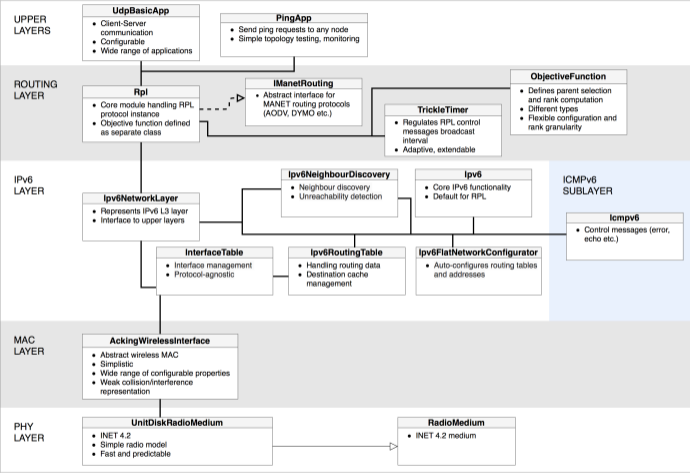 UPPER
LAYERS
UdpBasicApp
• Client-Server
communication
• Configurable
• Wide range of applications
PingApp
• Send ping requests to any node
• Simple topology testing, monitoring
ROUTING
LAYER
Rpl
• Core module handling RPL
protocol instance
• Objective function defined
as separate class
IManetRouting
• Abstract interface for
MANET routing protocols
(AODV, DYMO etc.)
TrickleTimer
• Regulates RPL control
messages broadcast
interval
• Adaptive, extendable
ObjectiveFunction
• Defines parent selection
and rank computation
• Different types
• Flexible configuration and
rank granularity
IPv6
LAYER
Ipv6NetworkLayer
• Represents IPv6 L3 layer
• Interface to upper layers
Ipv6NeighbourDiscovery
• Neighbour discovery
• Unreachability detection
Ipv6
• Core IPv6 functionality
• Default for RPL
ICMPv6
SUBLAYER
Icmpv6
• Control messages (error,
echo etc.)
InterfaceTable
• Interface management
• Protocol-agnostic
Ipv6RoutingTable
• Handling routing data
• Destination cache
management
Ipv6FlatNetworkConfigurator
• Auto-configures routing tables
and addresses
MAC
LAYER
AckingWirelessInterface
• Abstract wireless MAC
• Simplistic
• Wide range of configurable properties
• Weak collision/interference
representation
PHY
LAYER
UnitDiskRadioMedium
• INET 4.2
• Simple radio model
• Fast and predictable
RadioMedium
• INET 4.2 medium